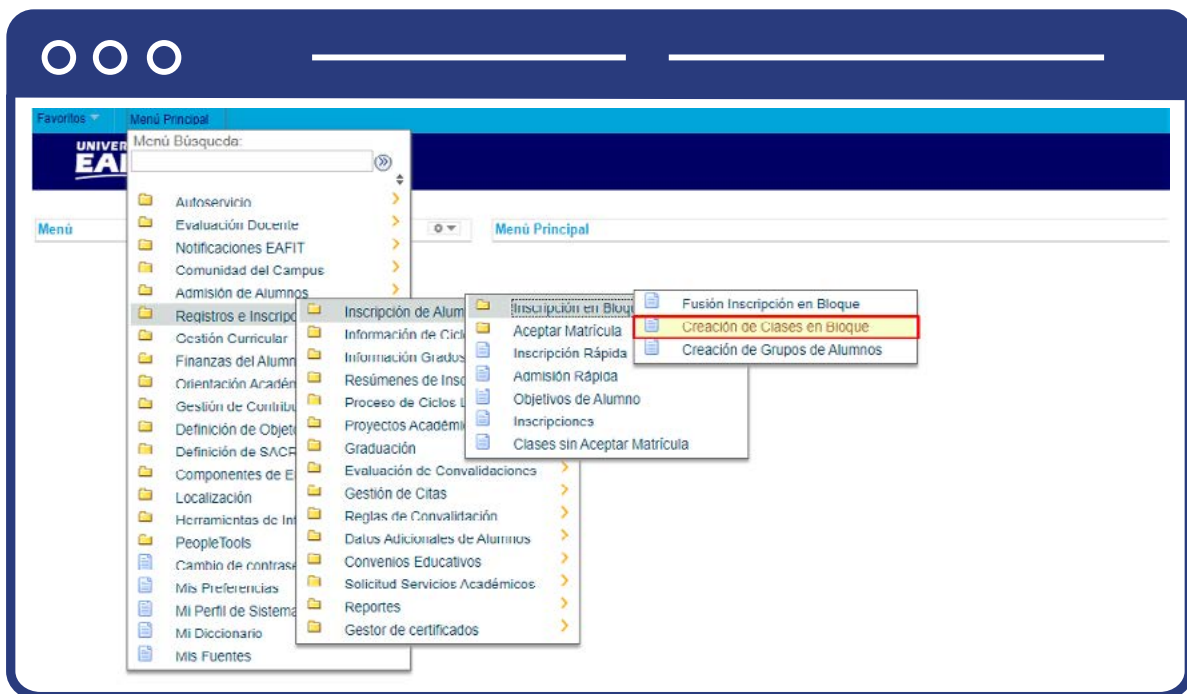 Favoritos Menú Principal
UNIVER
EAI
Menú Búsqueda:
Autoservicio
Evaluación Docente
Notificaciones EAFIT
Comunidad del Campus
Admisión de Alumnos
Registros e Inscripc
Gestión Curricular
Finanzas del Alumn
Orientación Académ
Gestión de Contribu
Definición de Objeto
Definición de SACR
Componentes de E
Localización
Herramientas de Int
PeopleTools
Cambio de contrase
Mis Preferencias
Mi Perfil de Sistema
Mi Diccionario
Mis Fuentes
Menú
Menú Principal
Inscripción de Alum
Información de Cicl
Información Grados
Resúmenes de Insc
Proceso de Ciclos L
Proyectos Académi
Graduación
Evaluación de Convalidaciones
Gestión de Citas
Reglas de Convalidación
Datos Adicionales de Alumnos
Convenios Educativos
Solicitud Servicios Académicos
Reportes
Gestor de certificados
Inscripción en Bloqu
Aceptar Matrícula
Inscripción Rápida
Admisión Rápida
Objetivos de Alumno
Inscripciones
Clases sin Aceptar Matrícula
Fusión Inscripción en Bloque
Creación de Clases en Bloque
Creación de Grupos de Alumnos